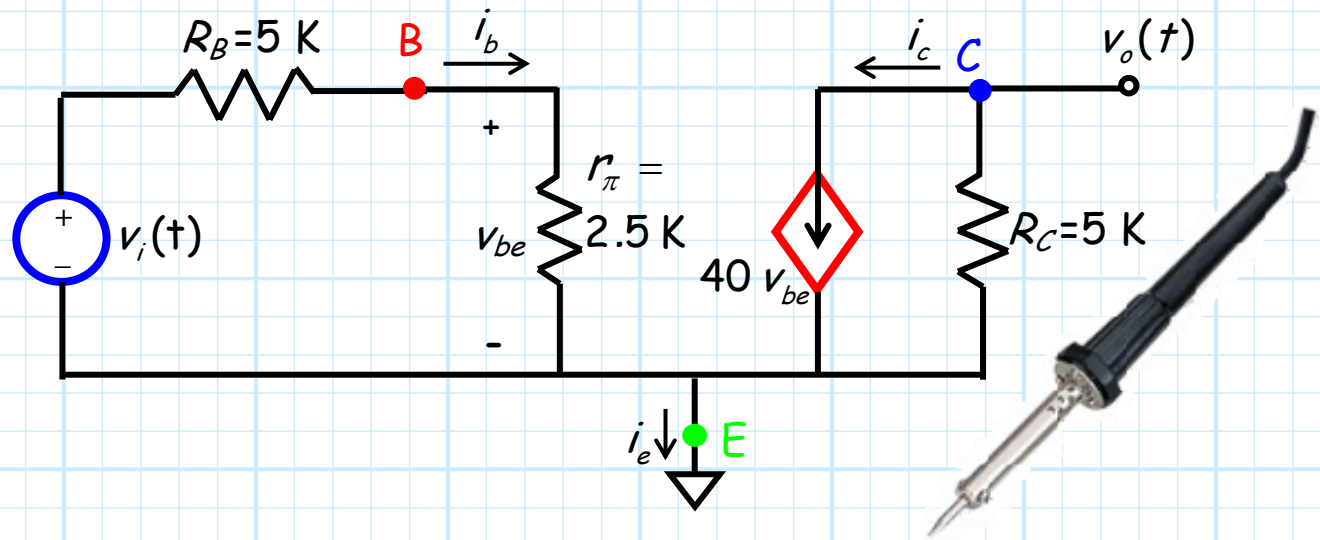 R_B=5 K
B
i_b
i_c
C
v_o(t)
+
r_π =
2.5 K
+
−
v_i(t)
v_be
R_C=5 K
40 v_be
-
i_e
E